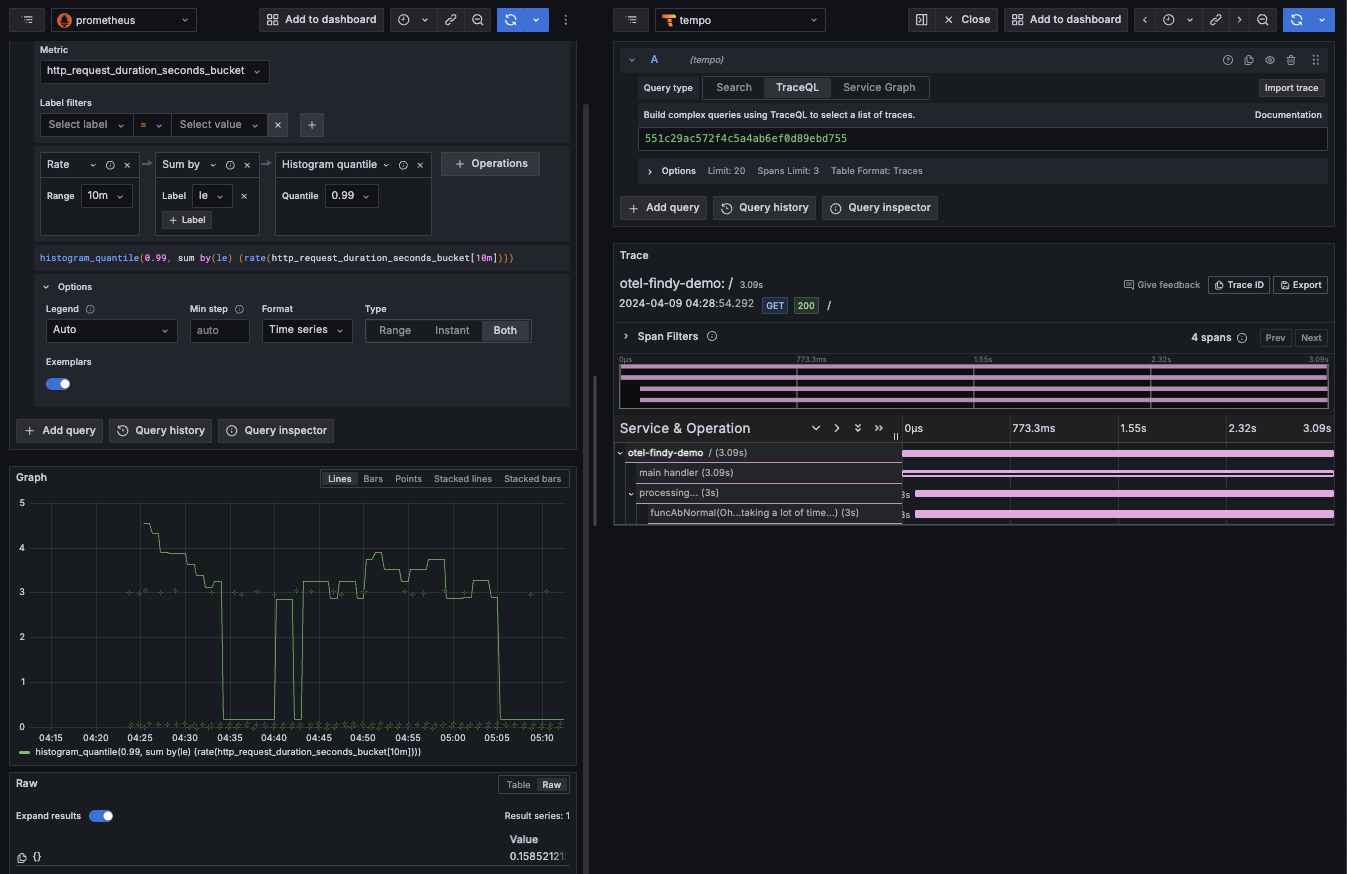 prometheus
Add to dashboard
Metric
http_request_duration_seconds_bucket
Label filters
Select label = Select value
Rate Sum by Histogram quantile Operations
Range 10m Label le Quantile 0.99
Label
histogram_quantile(0.99, sum by(le) (rate(http_request_duration_seconds_bucket[10m])))
Options
Legend Min step Format Type
Auto auto Time series Range Instant Both
Exemplars
Add query Query history Query inspector
Graph Lines Bars Points Stacked lines Stacked bars
5
4
3
2
1
0
04:15 04:20 04:25 04:30 04:35 04:40 04:45 04:50 04:55 05:00 05:05 05:10
histogram_quantile(0.99, sum by(le) (rate(http_request_duration_seconds_bucket[10m])))
Raw Table Raw
Expand results Result series: 1
Value
{} 0.1585212
tempo
Close Add to dashboard
A (tempo)
Query type Search TraceQL Service Graph Import trace
Build complex queries using TraceQL to select a list of traces. Documentation
551c29ac572f4c5a4ab6ef0d89ebd755
Options Limit: 20 Spans Limit: 3 Table Format: Traces
Add query Query history Query inspector
Trace
otel-findy-demo: / 3.09s Give feedback Trace ID Export
2024-04-09 04:28:54.292 GET 200 /
Span Filters 4 spans Prev Next
0μs 773.3ms 1.55s 2.32s 3.09s
Service & Operation 0μs 773.3ms 1.55s 2.32s 3.09s
otel-findy-demo / (3.09s)
main handler (3.09s)
processing... (3s) 3s
funcAbNormal(Oh...taking a lot of time...) (3s) 3s